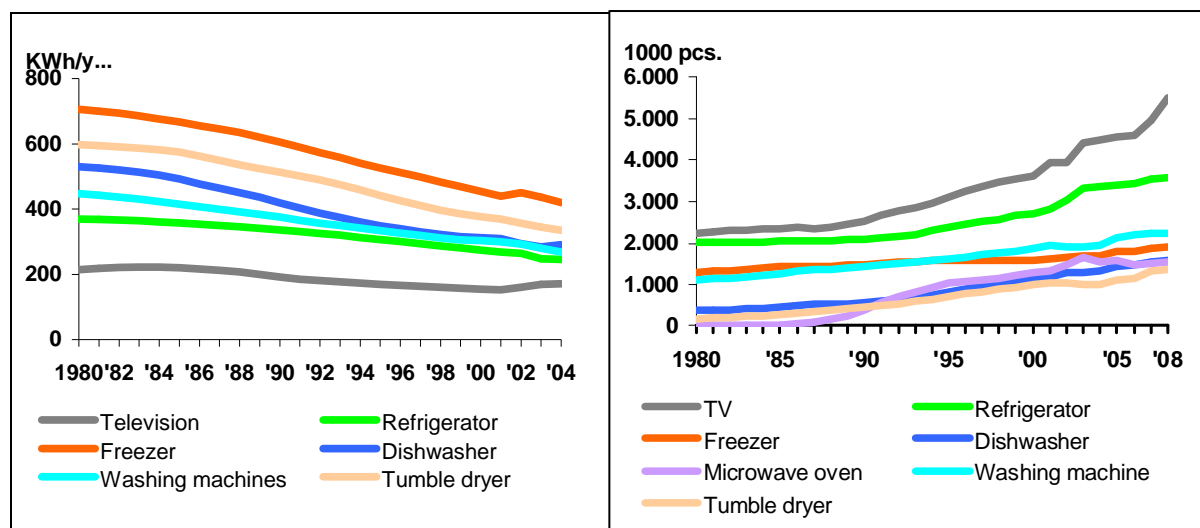 KWh/y...
800
600
400
200
0
1980 '82 '84 '86 '88 '90 '92 '94 '96 '98 '00 '02 '04
Television Refrigerator
Freezer Dishwasher
Washing machines Tumble dryer
1000 pcs.
6.000
5.000
4.000
3.000
2.000
1.000
0
1980 '85 '90 '95 '00 '05 '08
TV Refrigerator
Freezer Dishwasher
Microwave oven Washing machine
Tumble dryer